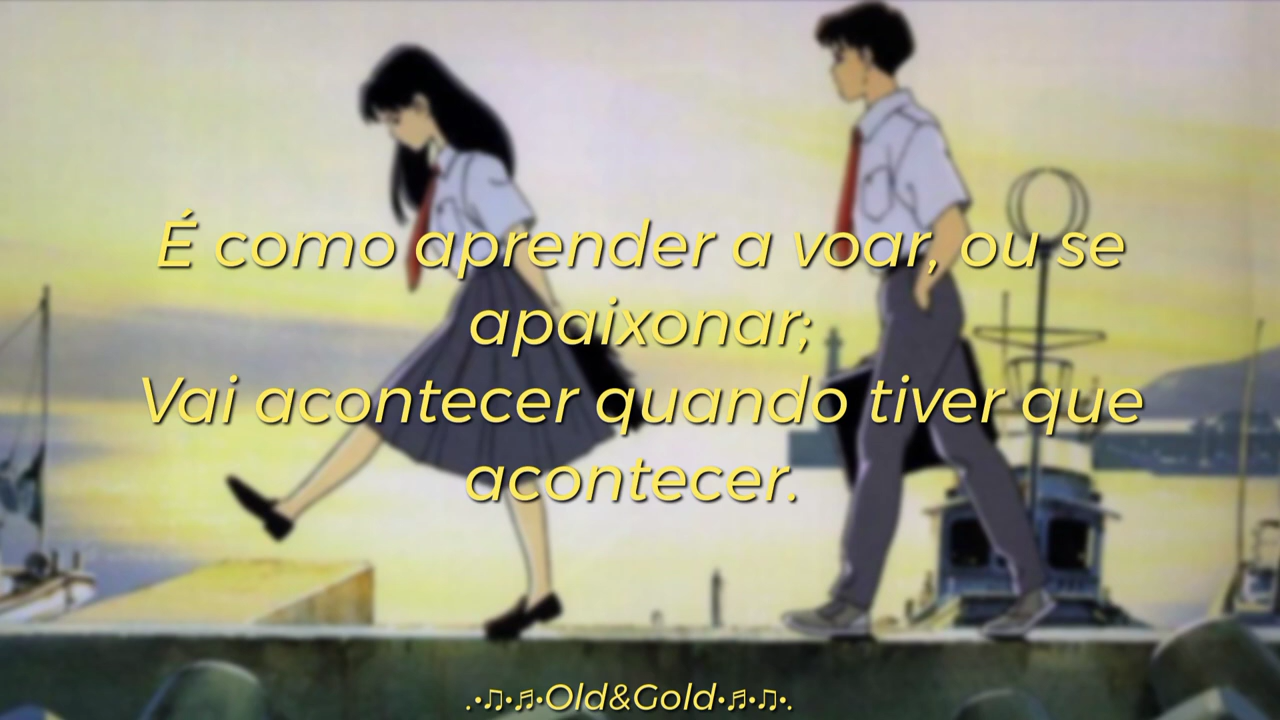 É como aprender a voar, ou se
apaixonar;
Vai acontecer quando tiver que
acontecer.
.•♫•♬•Old&Gold•♬•♫•.